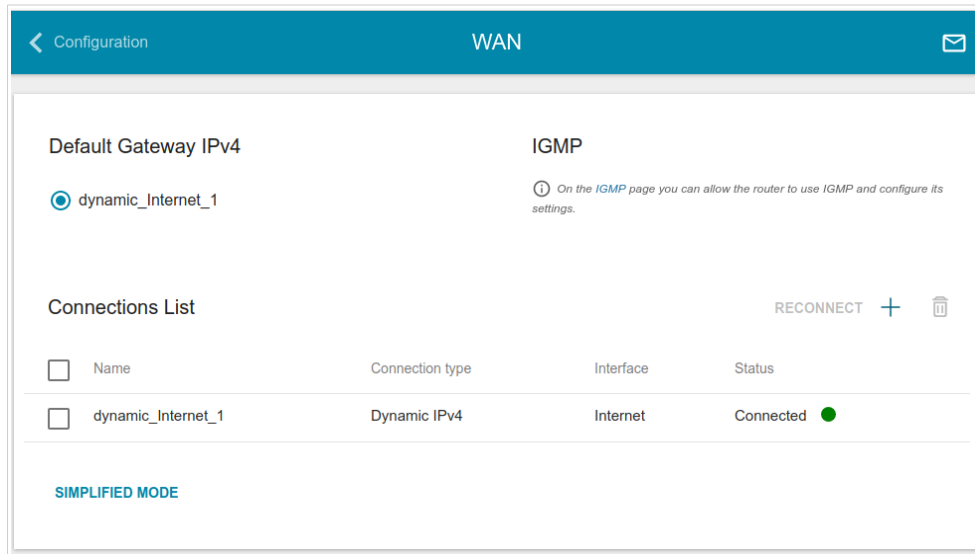 Configuration
WAN
Default Gateway IPv4
dynamic_Internet_1
IGMP
On the IGMP page you can allow the router to use IGMP and configure its
settings.
Connections List
RECONNECT
Name Connection type Interface Status
dynamic_Internet_1 Dynamic IPv4 Internet Connected
SIMPLIFIED MODE